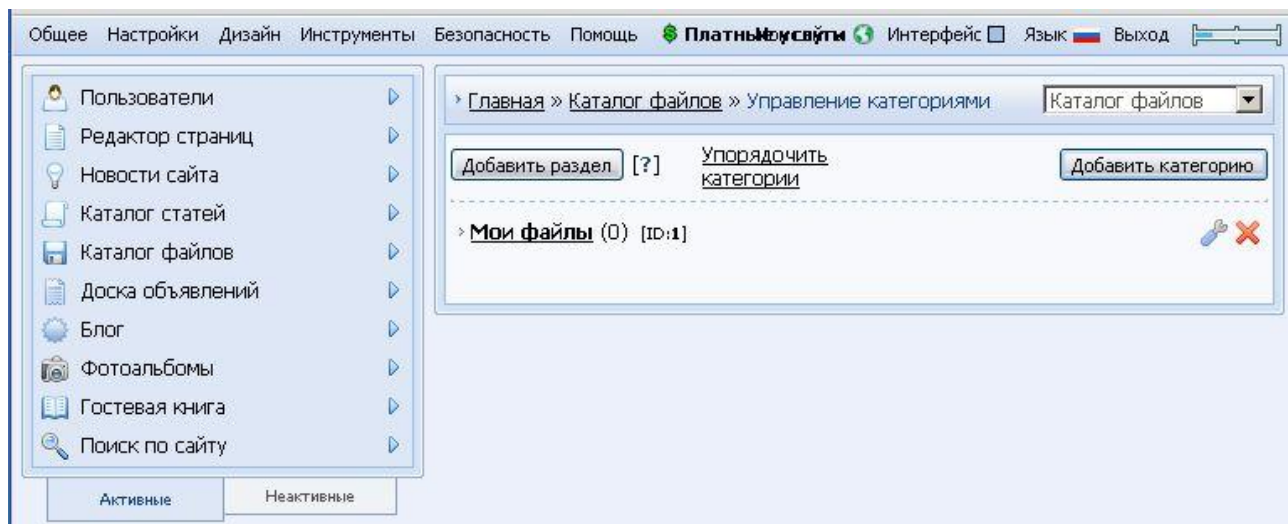 Общее Настройки Дизайн Инструменты Безопасность Помощь Платные Интерфейс Язык Выход
Пользователи
Редактор страниц
Новости сайта
Каталог статей
Каталог файлов
Доска объявлений
Блог
Фотоальбомы
Гостевая книга
Поиск по сайту
Активные Неактивные
Главная » Каталог файлов » Управление категориями Каталог файлов
Добавить раздел [?] Упорядочить
категории
Добавить категорию
Мои файлы (0) [ID:1]